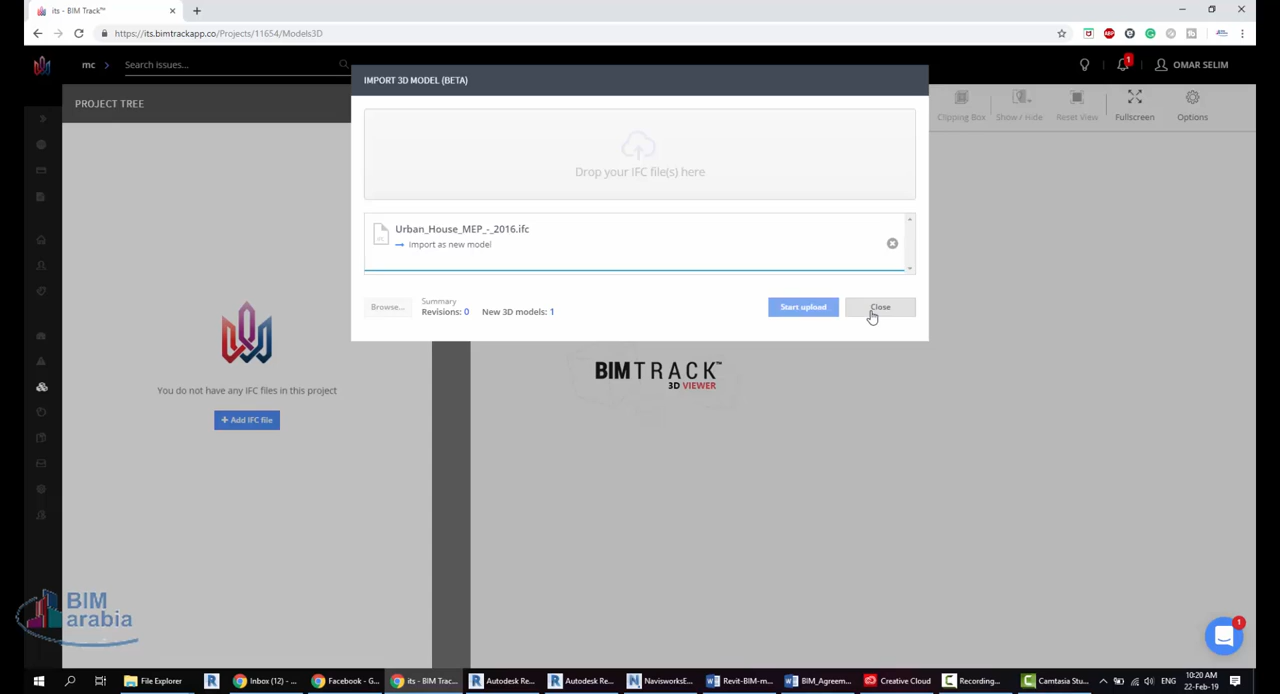 its - BIM Track™
https://its.bimtrackapp.co/Projects/11654/Models3D
mc
Search issues...
1
OMAR SELIM
IMPORT 3D MODEL (BETA)
PROJECT TREE
Clipping Box
Show / Hide
Reset View
Fullscreen
Options
Drop your IFC file(s) here
Urban_House_MEP_-_2016.ifc
import as new model
Browse...
Summary
Revisions: 0 New 3D models: 1
Start upload
Close
BIMTRACK™
3D VIEWER
You do not have any IFC files in this project
+ Add IFC file
BIM
arabia
1
File Explorer
Inbox (12) - ...
Facebook - G...
its - BIM Trac...
Autodesk Re...
Autodesk Re...
NavisworksE...
Revit-BIM-m...
BIM_Agreem...
Creative Cloud
Recording...
Camtasia Stu...
ENG
10:20 AM
22-Feb-19